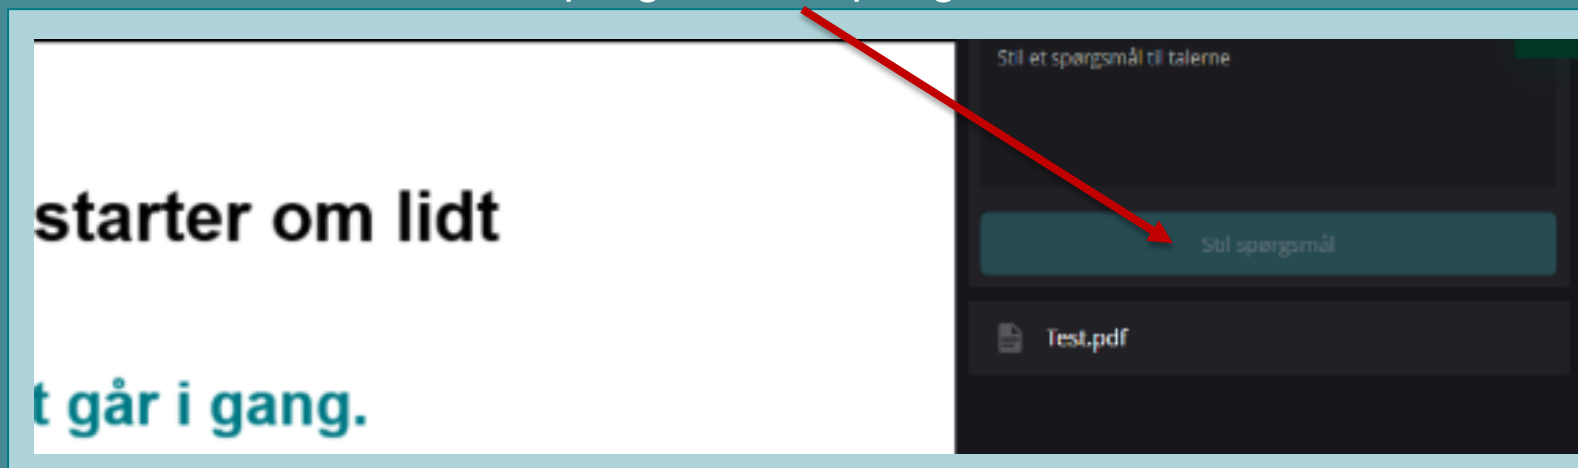 Stil et spørgsmål til talerne
starter om lidt
Stil spørgsmål
Test.pdf
t går i gang.